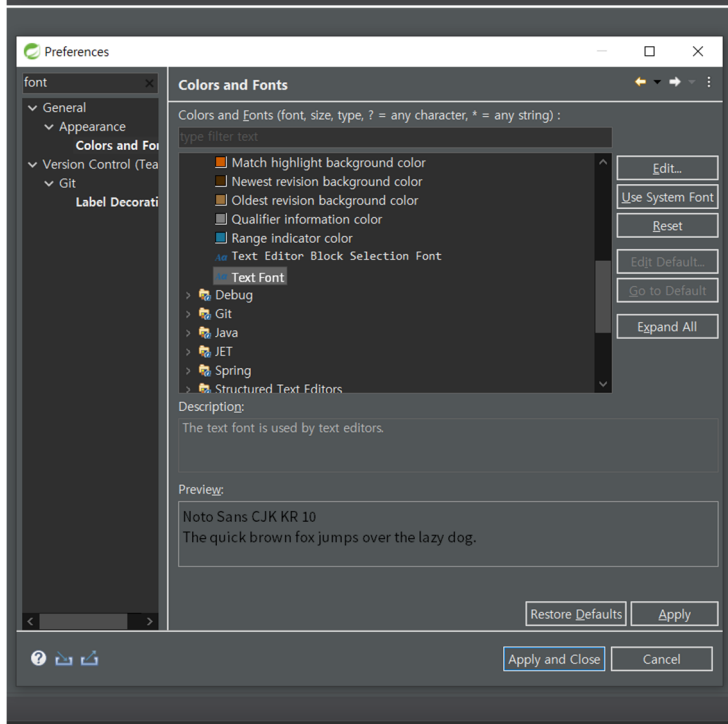 Preferences
font
Colors and Fonts
General
Appearance
Colors and Fo
Version Control (Tea
Git
Label Decorati
Colors and Fonts (font, size, type, ? = any character, * = any string) :
type filter text
Match highlight background color
Newest revision background color
Oldest revision background color
Qualifier information color
Range indicator color
Aa Text Editor Block Selection Font
Aa Text Font
Debug
Git
Java
JET
Spring
Structured Text Editors
Edit...
Use System Font
Reset
Edit Default...
Go to Default
Expand All
Description:
The text font is used by text editors.
Preview:
Noto Sans CJK KR 10
The quick brown fox jumps over the lazy dog.
Restore Defaults
Apply
Apply and Close
Cancel